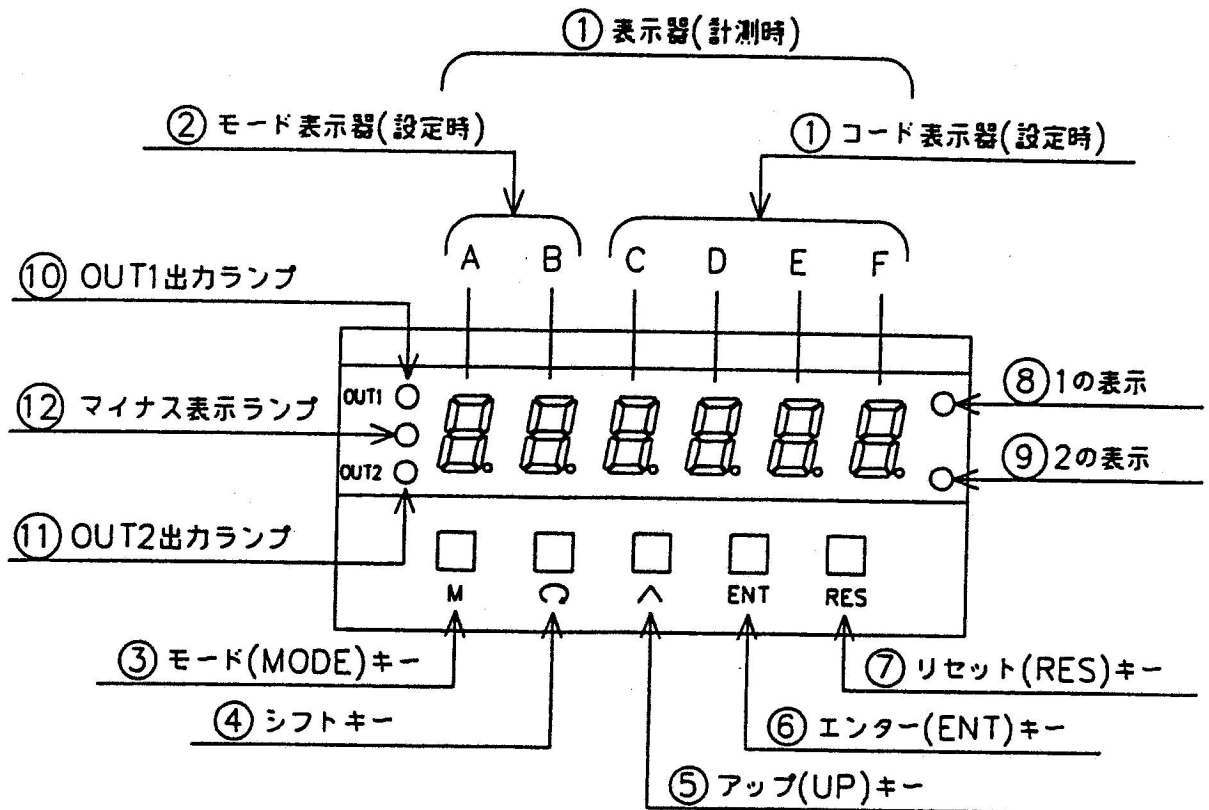 ① 表示器(計測時)
② モード表示器(設定時)
① コード表示器(設定時)
A B C D E F
⑩ OUT1出力ランプ
OUT1
⑧ 1の表示
⑫ マイナス表示ランプ
OUT2
⑨ 2の表示
⑪ OUT2出力ランプ
M ENT RES
③ モード(MODE)キー
⑦ リセット(RES)キー
④ シフトキー
⑥ エンター(ENT)キー
⑤ アップ(UP)キー